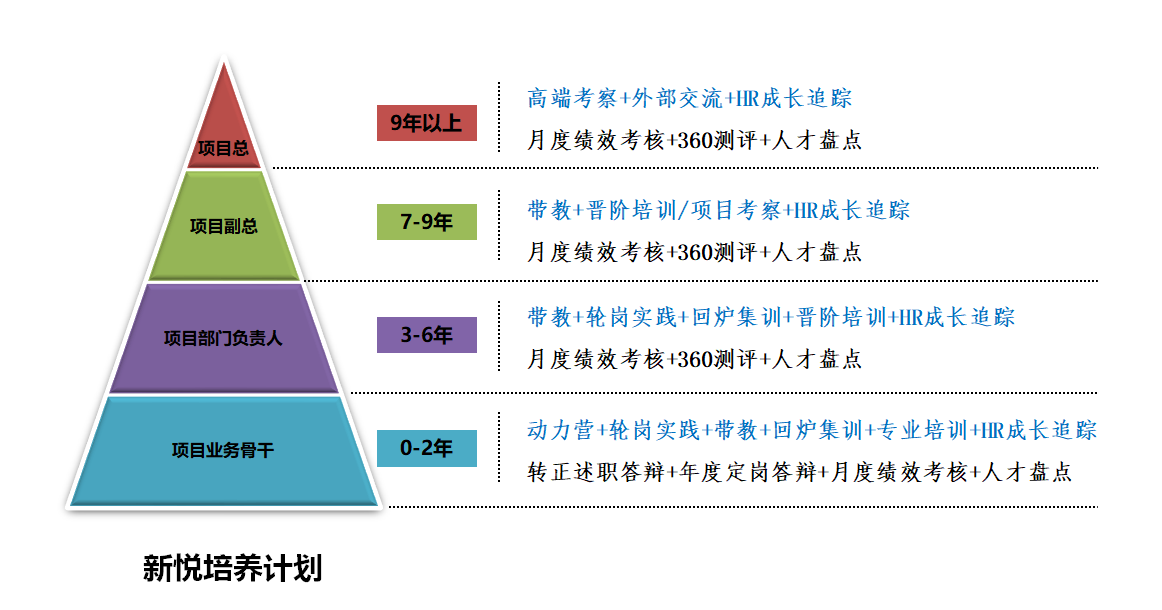 项目总
9年以上
高端考察+外部交流+HR成长追踪
月度绩效考核+360测评+人才盘点
项目副总
7-9年
带教+晋阶培训/项目考察+HR成长追踪
月度绩效考核+360测评+人才盘点
项目部门负责人
3-6年
带教+轮岗实践+回炉集训+晋阶培训+HR成长追踪
月度绩效考核+360测评+人才盘点
项目业务骨干
0-2年
动力营+轮岗实践+带教+回炉集训+专业培训+HR成长追踪
转正述职答辩+年度定岗答辩+月度绩效考核+人才盘点
新悦培养计划